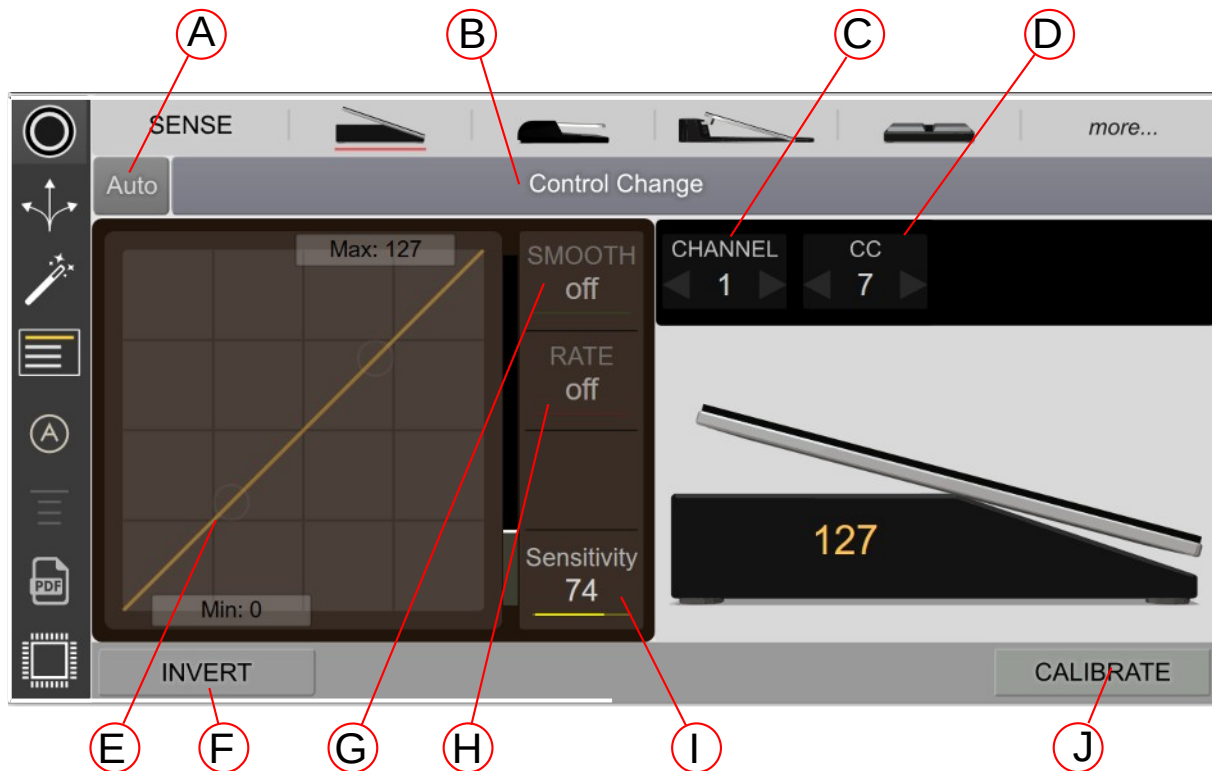 A B C D
SENSE more...
Auto Control Change
Max: 127
SMOOTH
off
CHANNEL CC
1 7
RATE
off
A
127
Sensitivity
74
PDF
Min: 0
INVERT CALIBRATE
E F G H I J